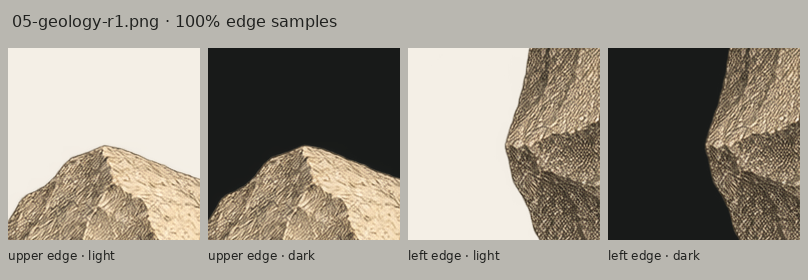 05-geology-r1.png · 100% edge samples
upper edge · light
upper edge · dark
left edge · light
left edge · dark